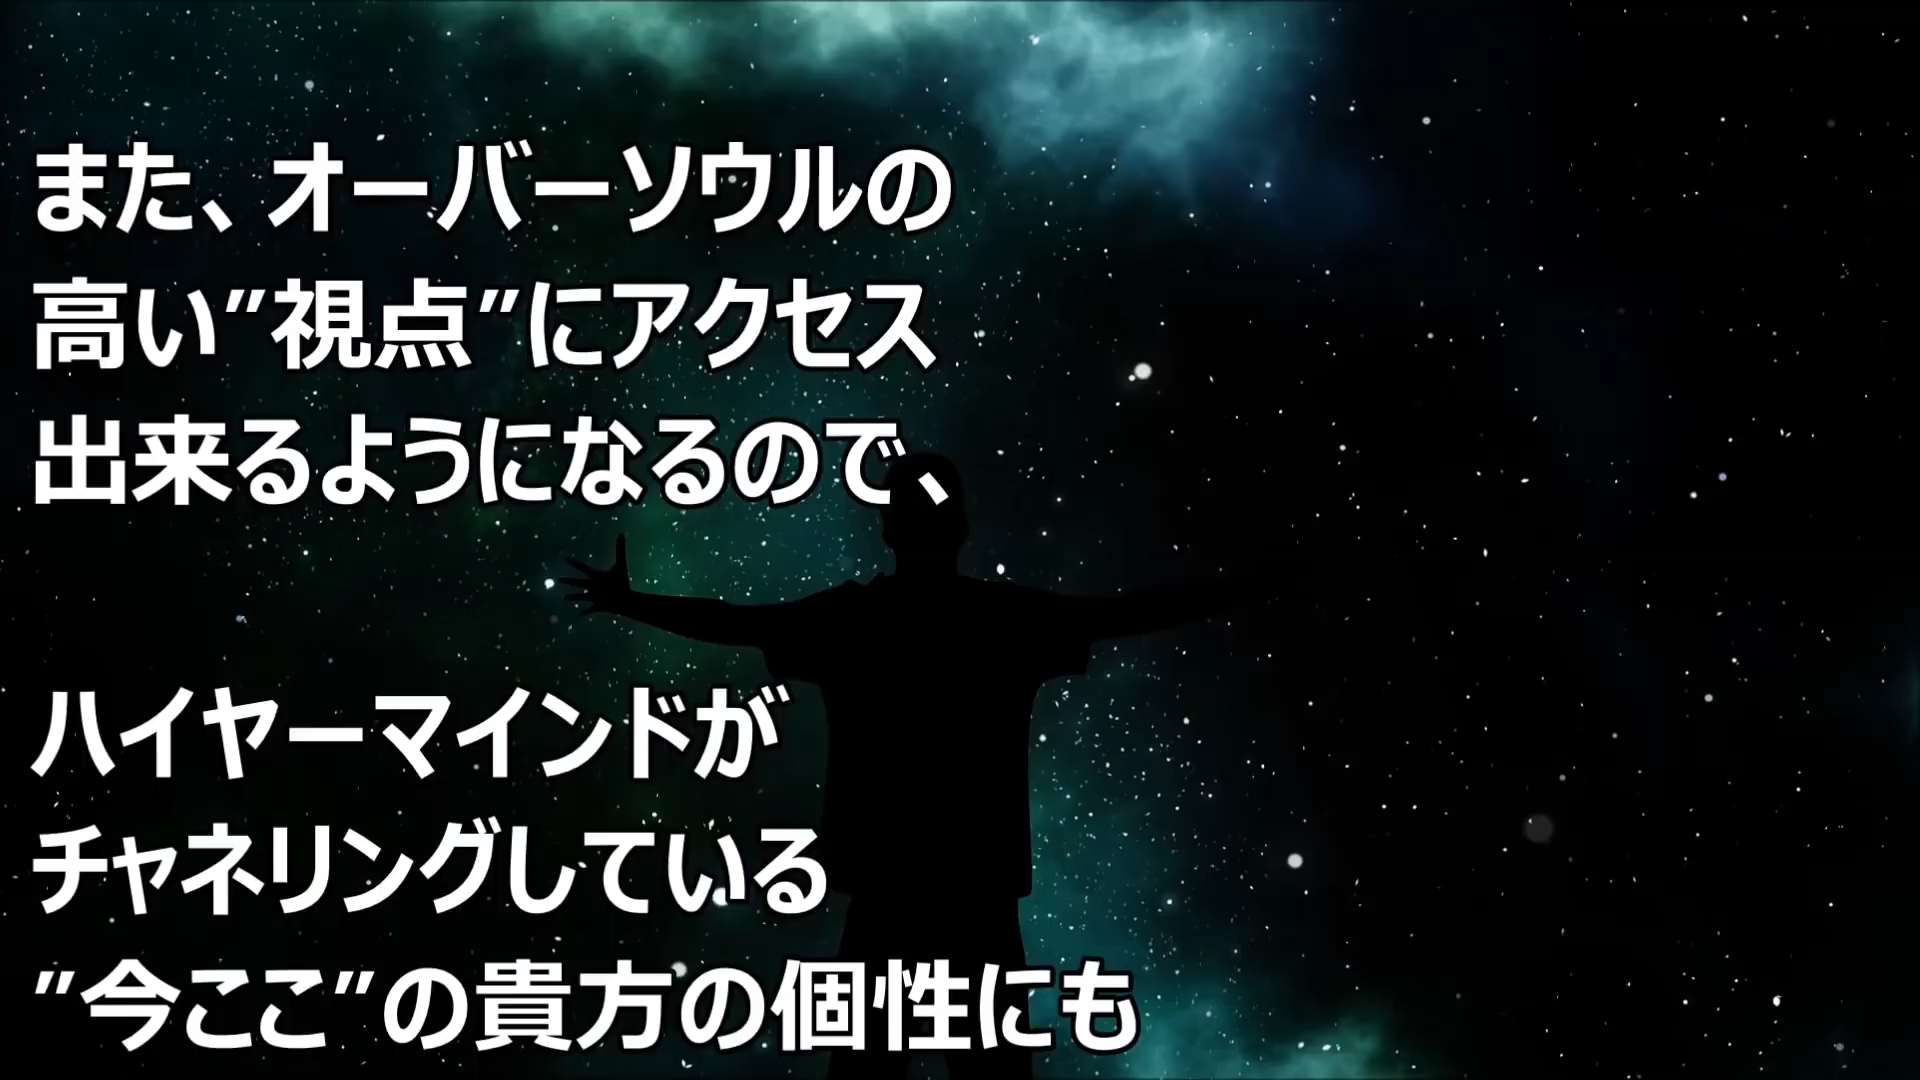 また、オーバーソウルの
高い"視点"にアクセス
出来るようになるので、
ハイヤーマインドが
チャネリングしている
"今ここ"の貴方の個性にも